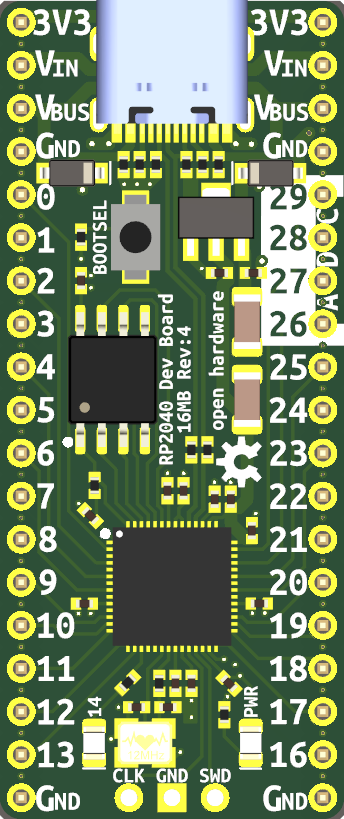 3V3 3V3
VIN VIN
VBUS VBUS
GND GND
0 29
1 28
2 27
3 26
4 25
5 24
6 23
7 22
8 21
9 20
10 19
11 18
12 17
13 16
GND GND
BOOTSEL
ADC
RP2040 Dev Board
16MB Rev:4
open hardware
14
PWR
12MHz
CLK GND SWD